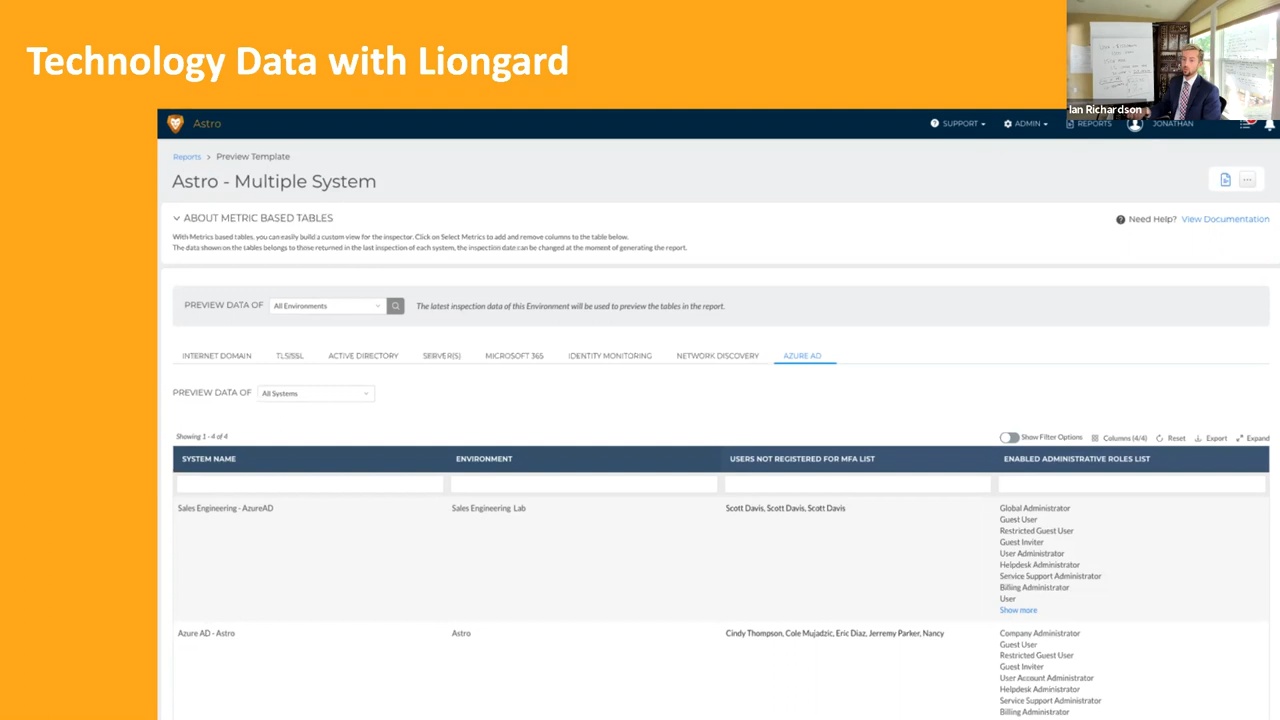 Technology Data with Liongard
Ian Richardson
Astro
SUPPORT
ADMIN
REPORTS
JONATHAN
Reports > Preview Template
Astro - Multiple System
ABOUT METRIC BASED TABLES
Need Help? View Documentation
With Metrics based tables, you can easily build a custom view for the inspector. Click on Select Metrics to add and remove columns to the table below.
The data shown on the tables belongs to those returned in the last inspection of each system, the inspection date can be changed at the moment of generating the report.
PREVIEW DATA OF All Environments The latest inspection data of this Environment will be used to preview the tables in the report.
INTERNET DOMAIN TLS/SSL ACTIVE DIRECTORY SERVER(S) MICROSOFT 365 IDENTITY MONITORING NETWORK DISCOVERY AZURE AD
PREVIEW DATA OF All Systems
Showing 1 - 4 of 4 Show Filter Options Columns (4/4) Reset Export Expand
SYSTEM NAME ENVIRONMENT USERS NOT REGISTERED FOR MFA LIST ENABLED ADMINISTRATIVE ROLES LIST
Sales Engineering - AzureAD Sales Engineering Lab Scott Davis, Scott Davis, Scott Davis Global Administrator
Guest User
Restricted Guest User
Guest Inviter
User Administrator
Helpdesk Administrator
Service Support Administrator
Billing Administrator
User
Show more
Azure AD - Astro Astro Cindy Thompson, Cole Mujadzic, Eric Diaz, Jerremy Parker, Nancy Company Administrator
Guest User
Restricted Guest User
Guest Inviter
User Account Administrator
Helpdesk Administrator
Service Support Administrator
Billing Administrator